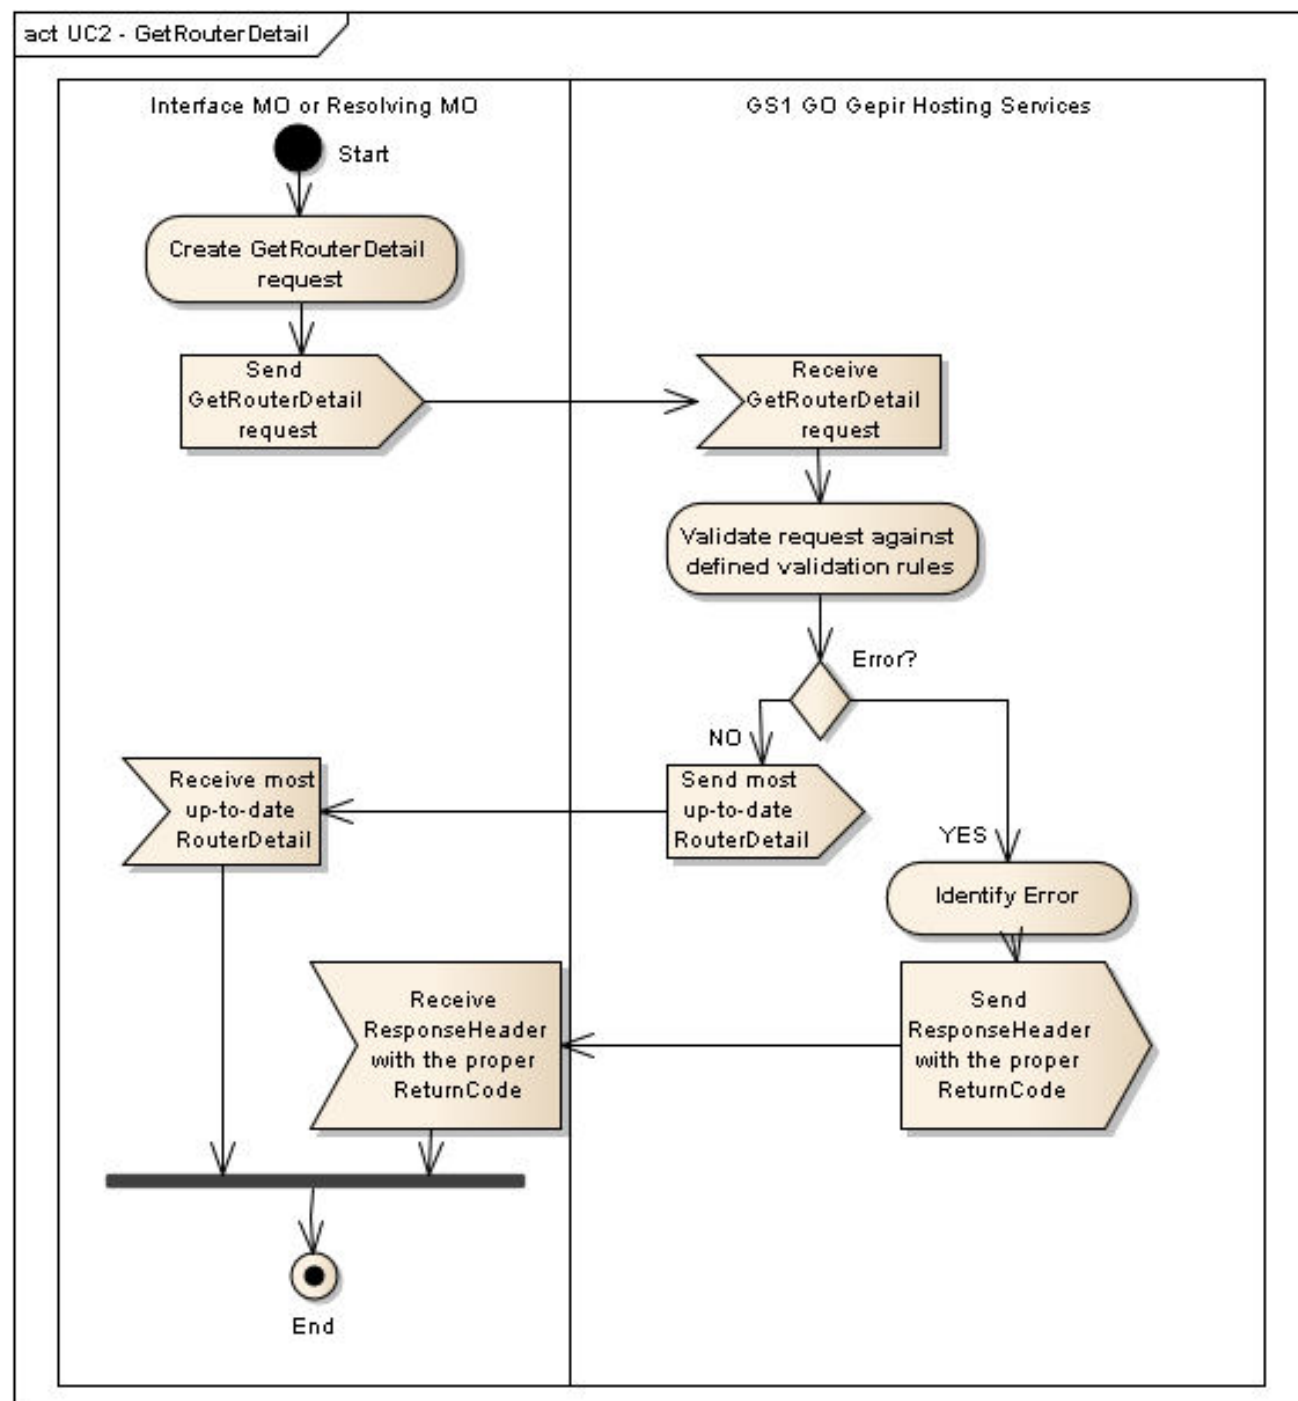 act UC2 - GetRouterDetail
Interface MO or Resolving MO
GS1 GO Gepir Hosting Services
Start
Create GetRouterDetail
request
Send
GetRouterDetail
request
Receive
GetRouterDetail
request
Validate request against
defined validation rules
Error?
NO
YES
Send most
up-to-date
RouterDetail
Receive most
up-to-date
RouterDetail
Identify Error
Send
ResponseHeader
with the proper
ReturnCode
Receive
ResponseHeader
with the proper
ReturnCode
End